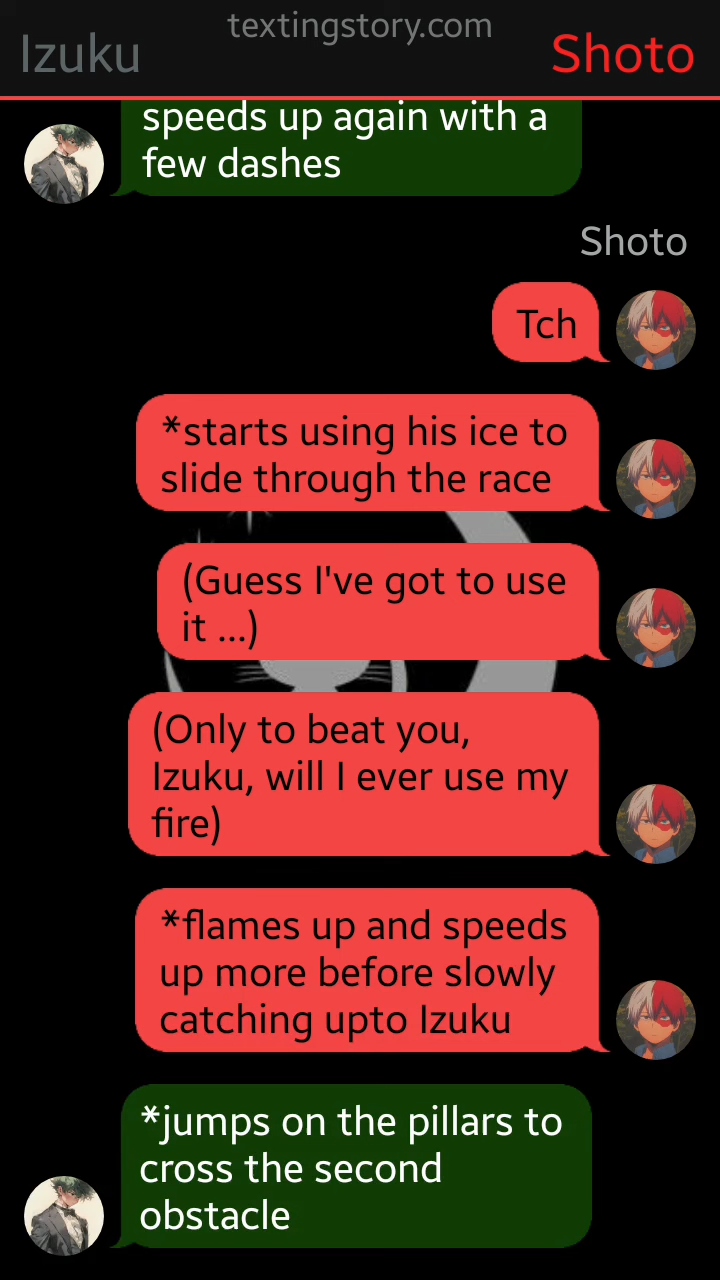 textingstory.com
Izuku
Shoto
speeds up again with a
few dashes
Shoto
Tch
*starts using his ice to
slide through the race
(Guess I've got to use
it ...)
(Only to beat you,
Izuku, will I ever use my
fire)
*flames up and speeds
up more before slowly
catching upto Izuku
*jumps on the pillars to
cross the second
obstacle